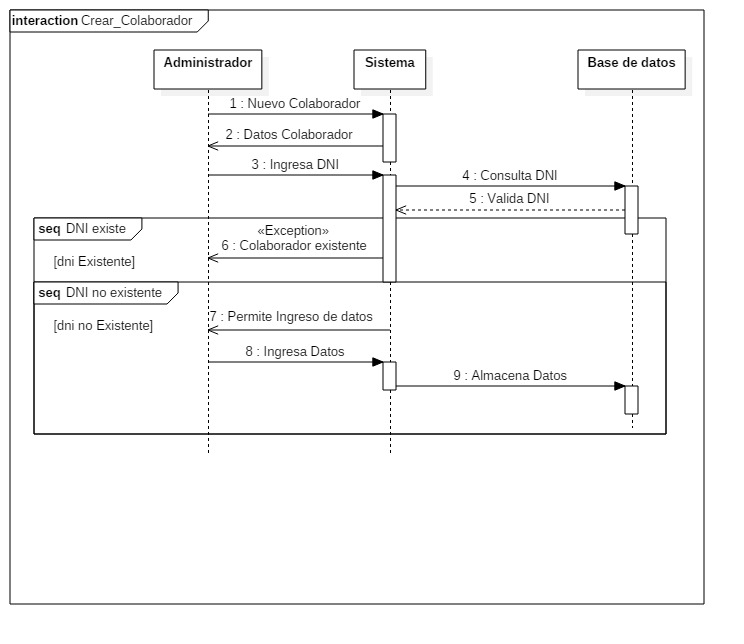 interaction Crear_Colaborador
Administrador
Sistema
Base de datos
1 : Nuevo Colaborador
2 : Datos Colaborador
3 : Ingresa DNI
4 : Consulta DNI
5 : Valida DNI
seq DNI existe
«Exception»
6 : Colaborador existente
[dni Existente]
seq DNI no existente
7 : Permite Ingreso de datos
[dni no Existente]
8 : Ingresa Datos
9 : Almacena Datos